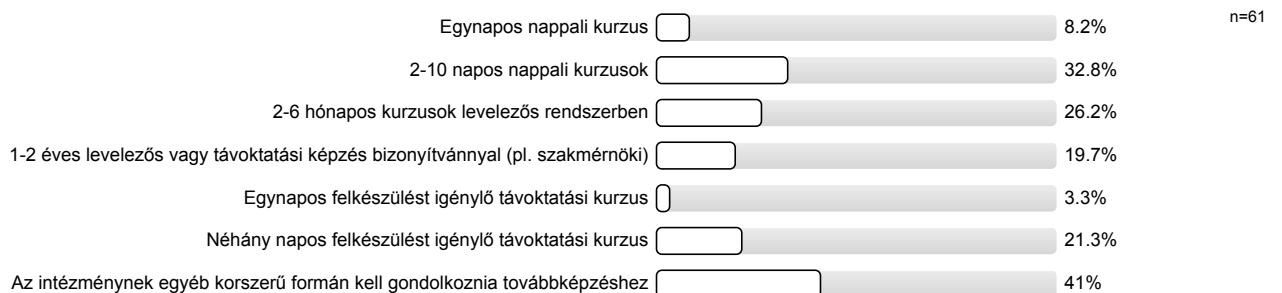 Egynapos nappali kurzus 8.2% n=61
2-10 napos nappali kurzusok 32.8%
2-6 hónapos kurzusok levelezős rendszerben 26.2%
1-2 éves levelezős vagy távoktatási képzés bizonyítvánnyal (pl. szakmérnöki) 19.7%
Egynapos felkészülést igénylő távoktatási kurzus 3.3%
Néhány napos felkészülést igénylő távoktatási kurzus 21.3%
Az intézménynek egyéb korszerű formán kell gondolkoznia továbbképzéshez 41%